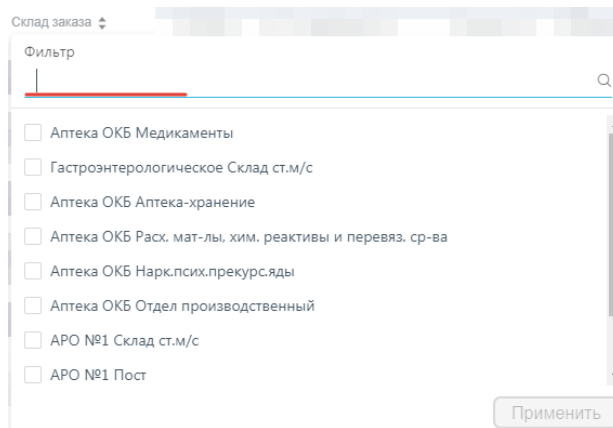 Склад заказа
Фильтр
Аптека ОКБ Медикаменты
Гастроэнтерологическое Склад ст.м/с
Аптека ОКБ Аптека-хранение
Аптека ОКБ Расх. мат-лы, хим. реактивы и перевяз. ср-ва
Аптека ОКБ Нарк.псих.прекурс.яды
Аптека ОКБ Отдел производственный
АРО №1 Склад ст.м/с
АРО №1 Пост
Применить